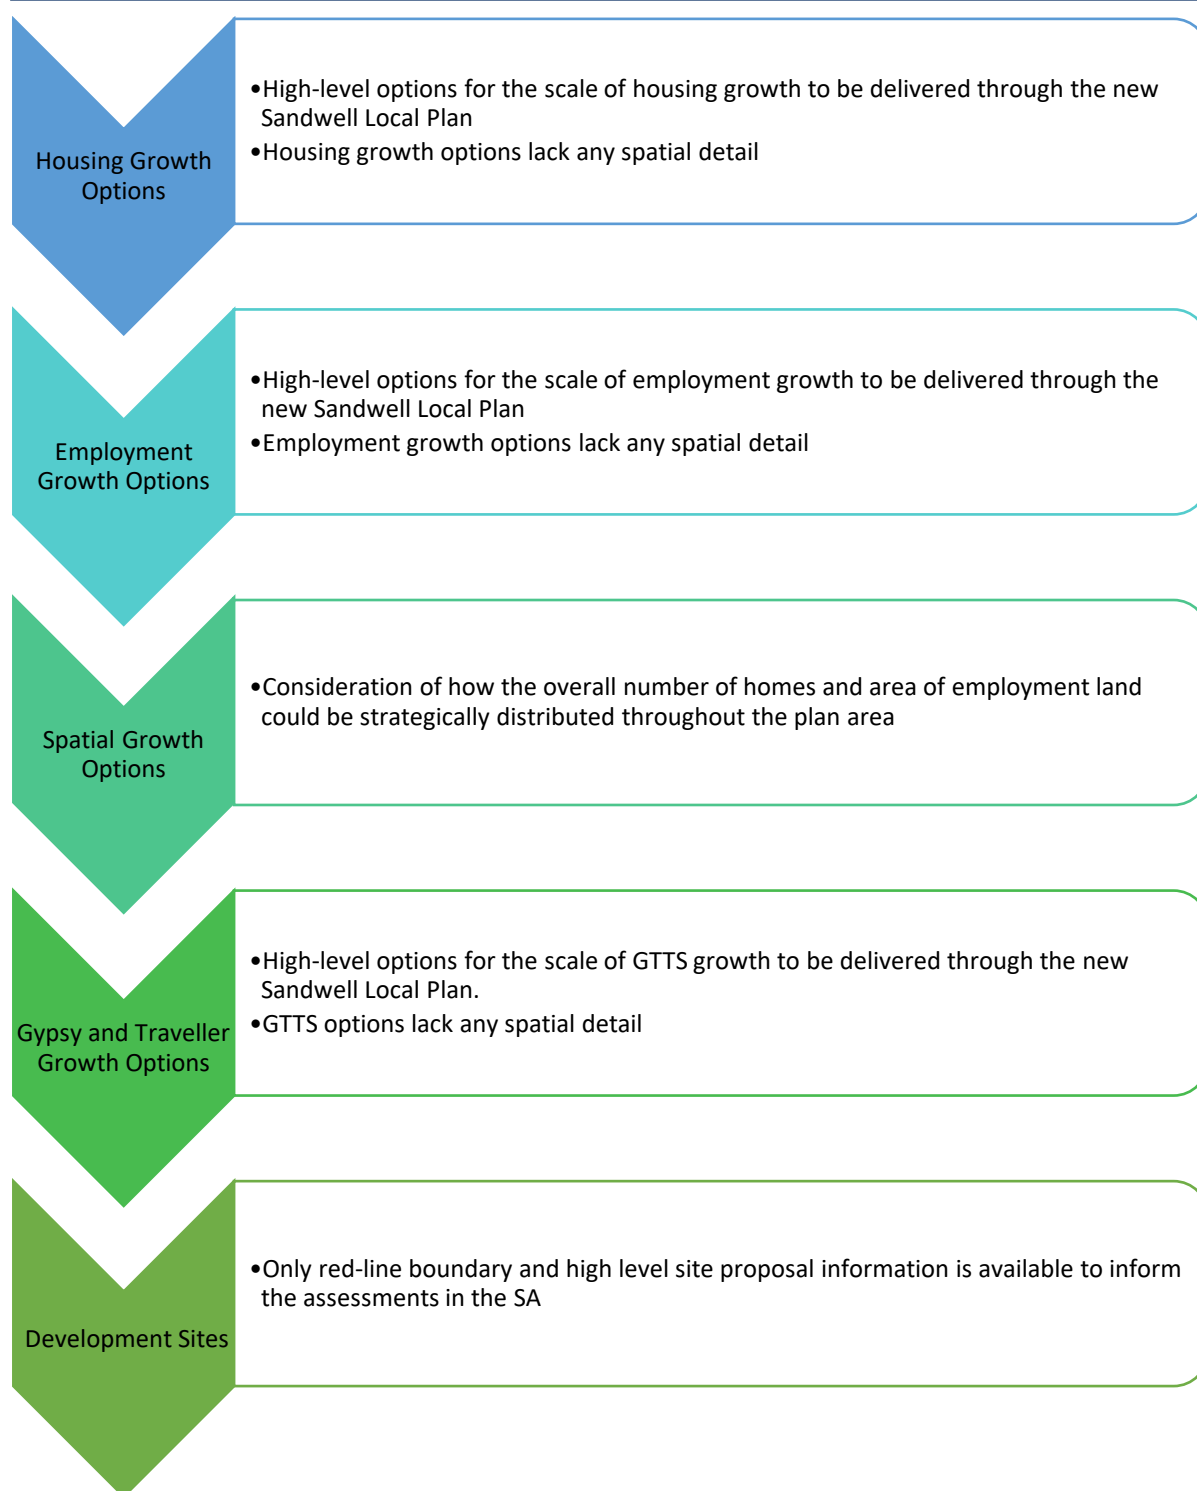 Housing Growth
Options
•High-level options for the scale of housing growth to be delivered through the new
Sandwell Local Plan
•Housing growth options lack any spatial detail
Employment
Growth Options
•High-level options for the scale of employment growth to be delivered through the
new Sandwell Local Plan
•Employment growth options lack any spatial detail
Spatial Growth
Options
•Consideration of how the overall number of homes and area of employment land
could be strategically distributed throughout the plan area
Gypsy and Traveller
Growth Options
•High-level options for the scale of GTTS growth to be delivered through the new
Sandwell Local Plan.
•GTTS options lack any spatial detail
Development Sites
•Only red-line boundary and high level site proposal information is available to inform
the assessments in the SA